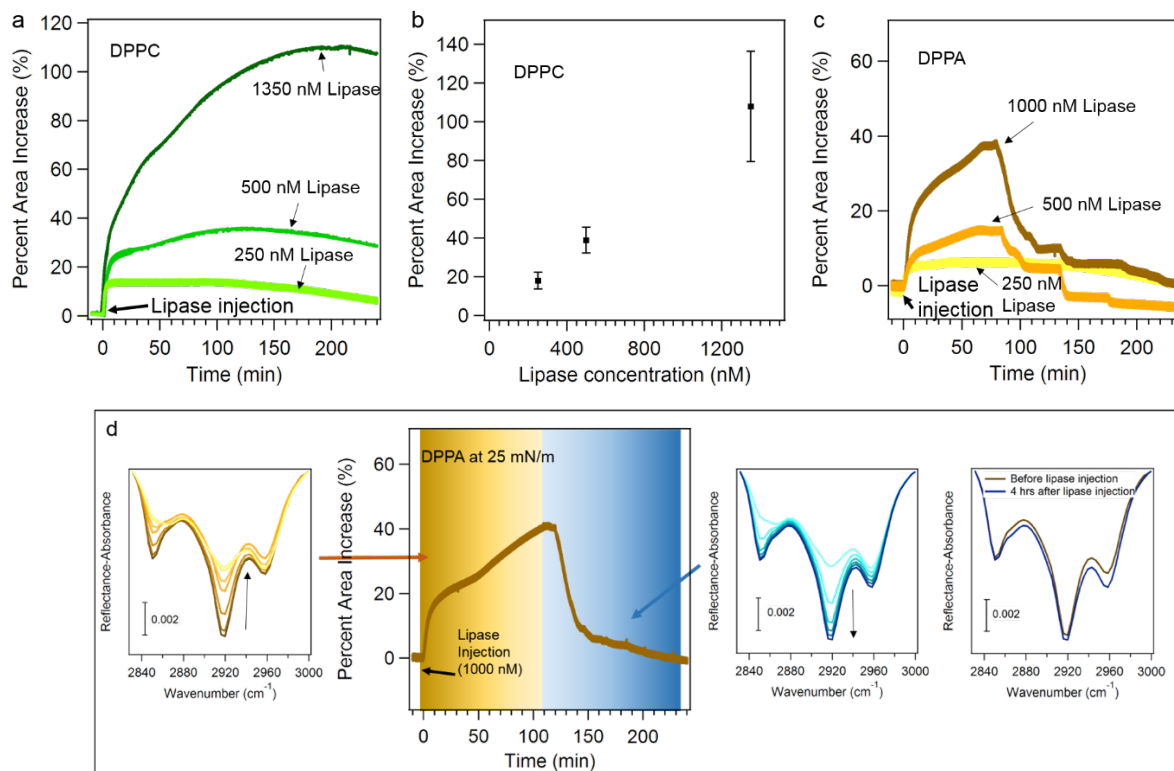 a
Percent Area Increase (%)
120
100
80
60
40
20
0
DPPC
1350 nM Lipase
500 nM Lipase
250 nM Lipase
Lipase injection
0 50 100 150 200
Time (min)
b
Percent Area Increase (%)
140
120
100
80
60
40
20
0
DPPC
0 400 800 1200
Lipase concentration (nM)
c
Percent Area Increase (%)
60
40
20
0
DPPA
1000 nM Lipase
500 nM Lipase
Lipase
injection
250 nM
Lipase
0 50 100 150 200
Time (min)
d
Reflectance-Absorbance
0.002
2840 2880 2920 2960 3000
Wavenumber (cm⁻¹)
Percent Area Increase (%)
60
40
20
0
DPPA at 25 mN/m
Lipase
Injection
(1000 nM)
0 50 100 150 200
Time (min)
Reflectance-Absorbance
0.002
2840 2880 2920 2960 3000
Wavenumber (cm⁻¹)
Reflectance-Absorbance
Before lipase injection
4 hrs after lipase injection
0.002
2840 2880 2920 2960 3000
Wavenumber (cm⁻¹)